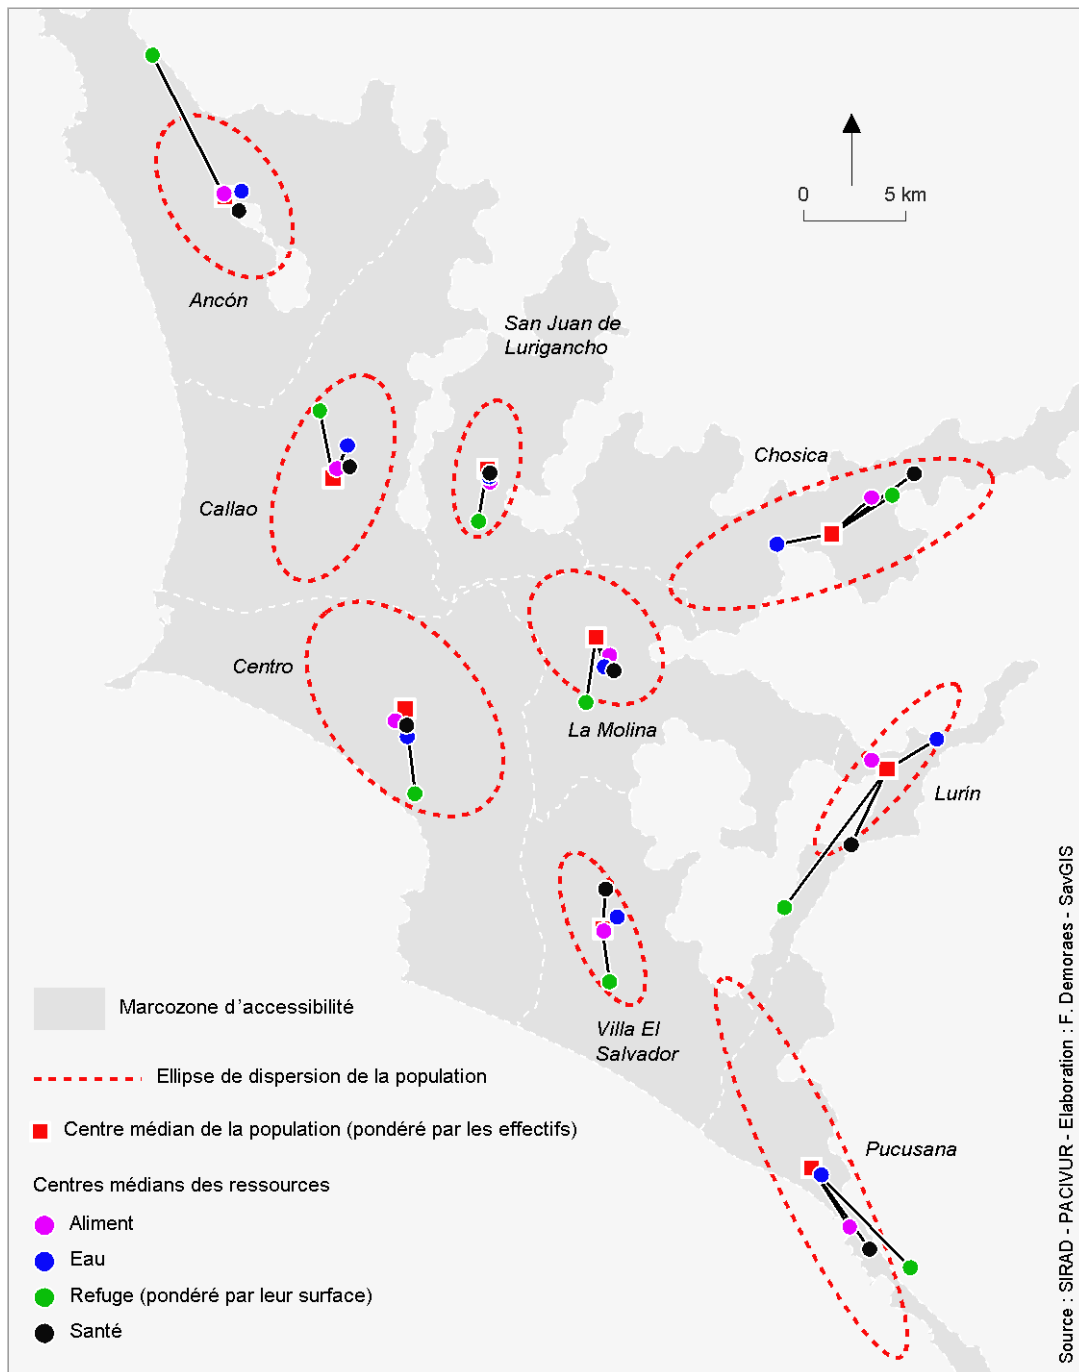 0 5 km
Ancón
San Juan de
Lurigancho
Chosica
Callao
Centro
La Molina
Lurín
Villa El
Salvador
Pucusana
Marcozone d'accessibilité
Ellipse de dispersion de la population
Centre médian de la population (pondéré par les effectifs)
Centres médians des ressources
Aliment
Eau
Refuge (pondéré par leur surface)
Santé
Source : SIRAD - PACIVUR - Elaboration : F. Demoraes - SavGIS